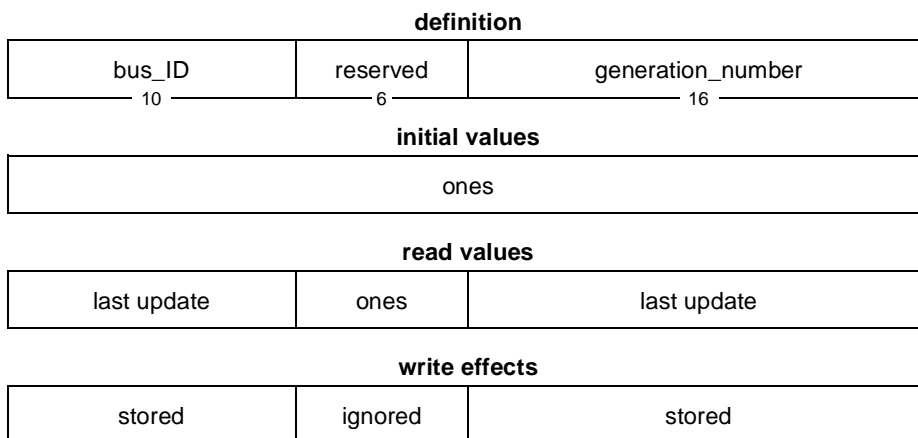 definition
bus_ID reserved generation_number
10 6 16
initial values
ones
read values
last update ones last update
write effects
stored ignored stored